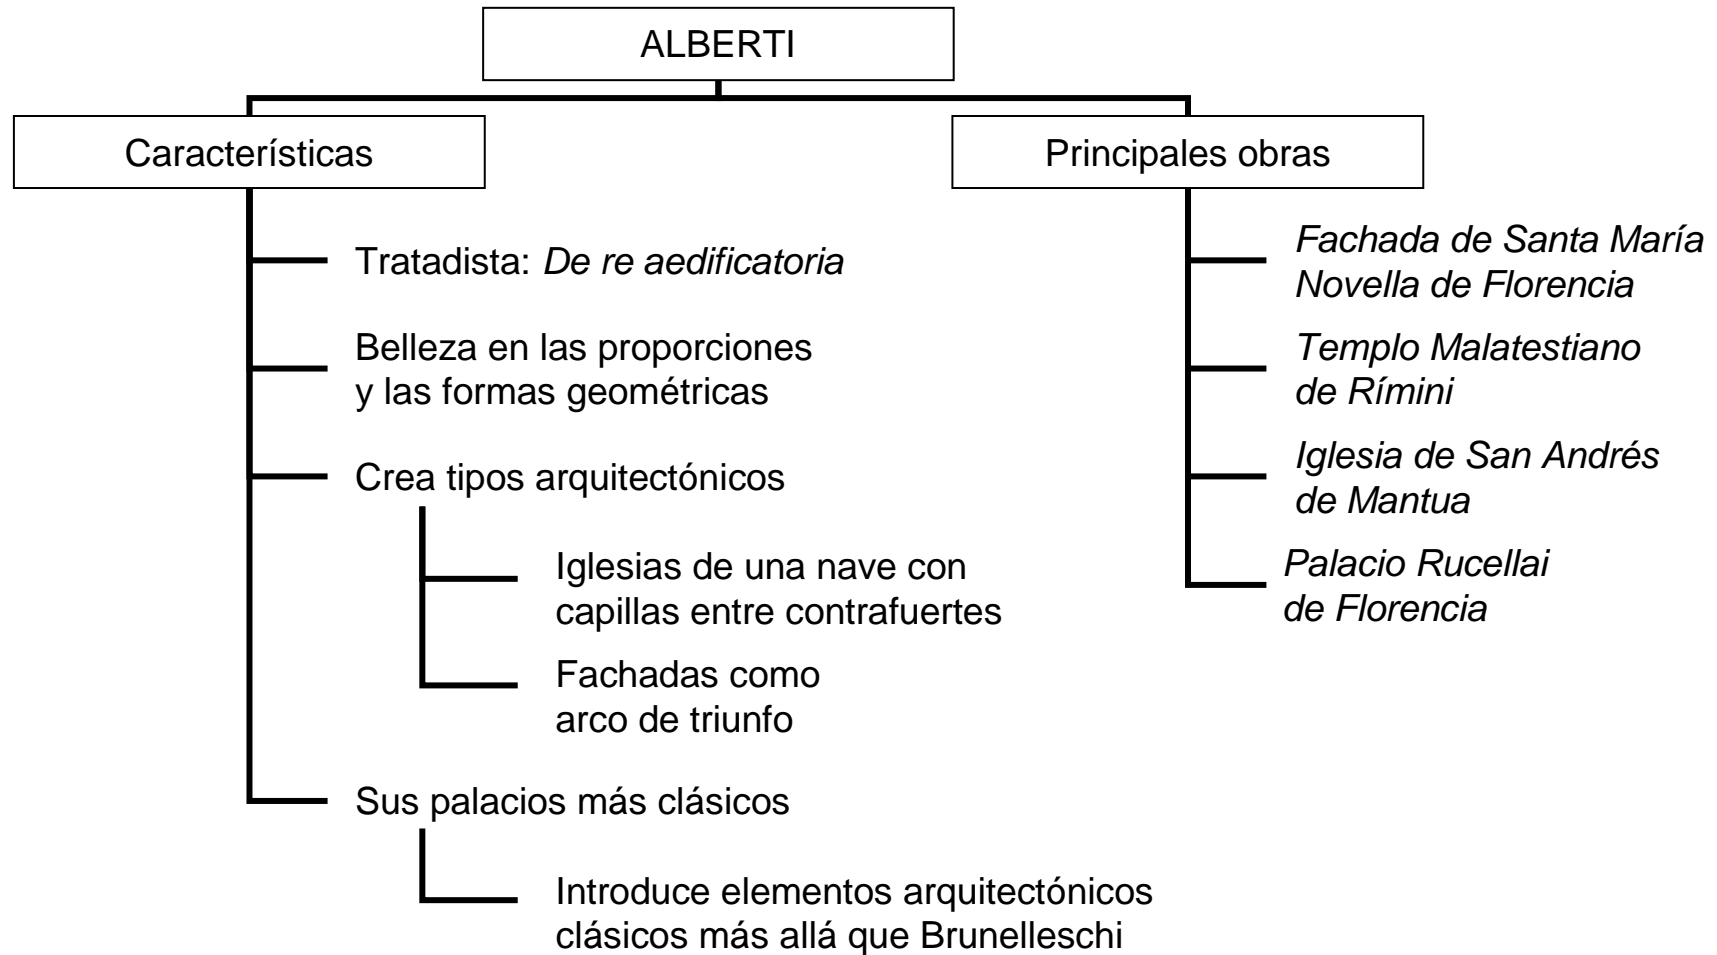 ALBERTI
Características
Tratadista: De re aedificatoria
Belleza en las proporciones
y las formas geométricas
Crea tipos arquitectónicos
Iglesias de una nave con
capillas entre contrafuertes
Fachadas como
arco de triunfo
Sus palacios más clásicos
Introduce elementos arquitectónicos
clásicos más allá que Brunelleschi
Principales obras
Fachada de Santa María
Novella de Florencia
Templo Malatestiano
de Rímini
Iglesia de San Andrés
de Mantua
Palacio Rucellai
de Florencia